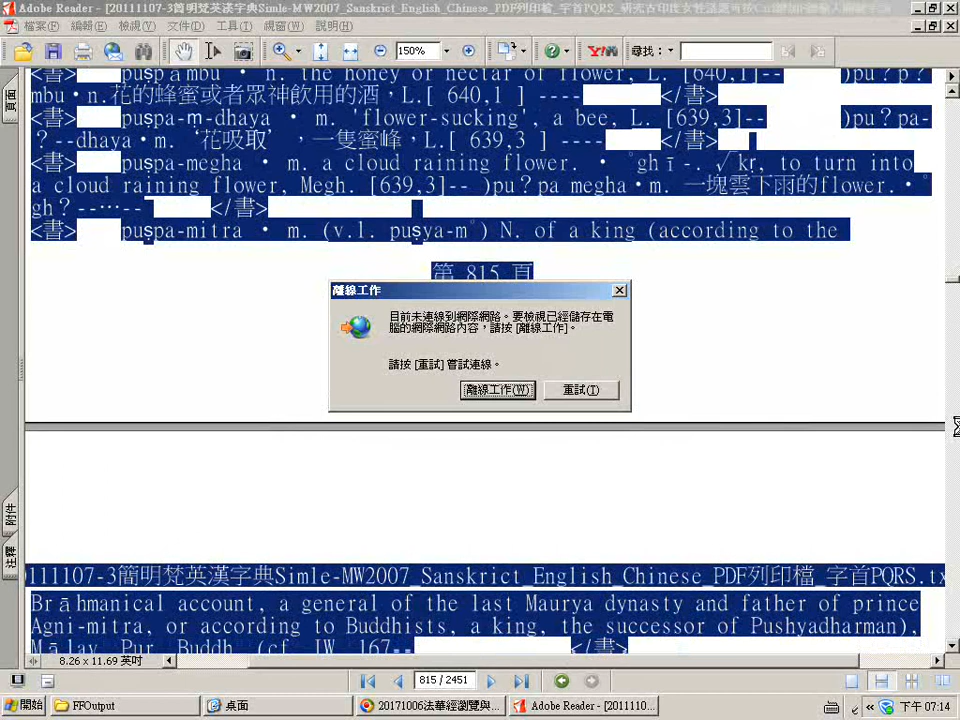 Adobe Reader - [20111107-3簡明梵英漢字典Simle-MW2007_Sanskrict_English_Chinese_PDF列印檔_字首PQRS_
檔案(F) 編輯(E) 檢視(V) 文件(D) 工具(T) 視窗(W) 說明(H)
150% 尋找:
頁面
<書> puṣpāmbu • n. the honey or nectar of flower, L. [640,1]-- )pu?p?
mbu•n.花的蜂蜜或者眾神飲用的酒，L.[ 640,1 ] ---- </書>
<書> puṣpa-ṃ-dhaya • m. 'flower-sucking', a bee, L. [639,3]-- )pu?pa-
?--dhaya•m. ‘花吸取’，一隻蜜蜂，L.[ 639,3 ] ---- </書>
<書> puṣpa-megha • m. a cloud raining flower. • °ghī-. √kṛ, to turn into
a cloud raining flower, Megh. [639,3]-- )pu?pa megha•m. 一塊雲下雨的flower.•°
gh?--…--- </書>
<書> puṣpa-mitra • m. (v.l. puṣya-m°) N. of a king (according to the
第 815 頁
離線工作
目前未連線到網際網路。要檢視已經儲存在電
腦的網際網路內容，請按 [離線工作]。
請按 [重試] 嘗試連線。
離線工作(W) 重試(T)
附件
注釋
)111107-3簡明梵英漢字典Simle-MW2007_Sanskrict_English_Chinese_PDF列印檔_字首PQRS.tx
Brāhmanical account, a general of the last Maurya dynasty and father of prince
Agni-mitra, or according to Buddhists, a king, the successor of Pushyadharman),
Mālav. Pur. Buddh. (cf. IW. 167-- </書>
8.26 x 11.69 英吋
815 / 2451
開始 FFOutput 桌面 20171006法華經瀏覽與... Adobe Reader - [2011110... 下午 07:14